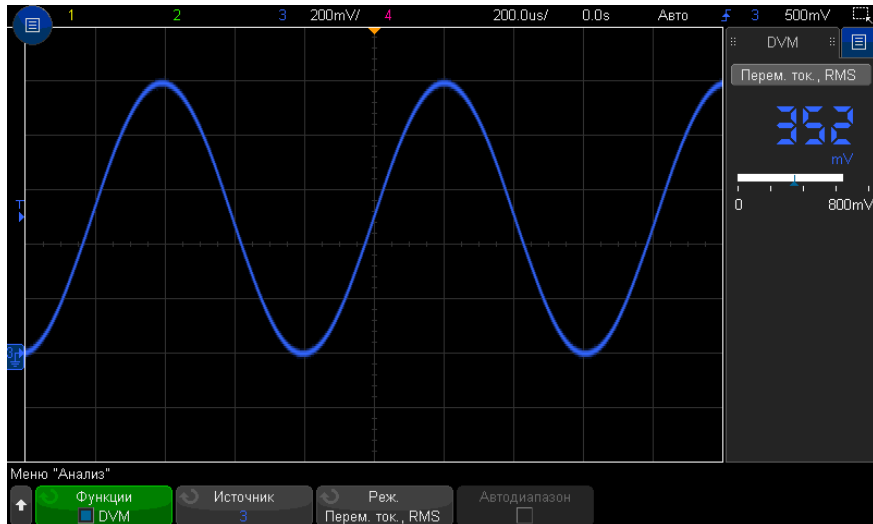 1 2 3 200mV/ 4 200.0us/ 0.0s Авто 3 500mV
DVM
Перем. ток., RMS
352
mV
0 800mV
T
3
Меню "Анализ"
Функции
DVM
Источник
3
Реж.
Перем. ток., RMS
Автодиапазон